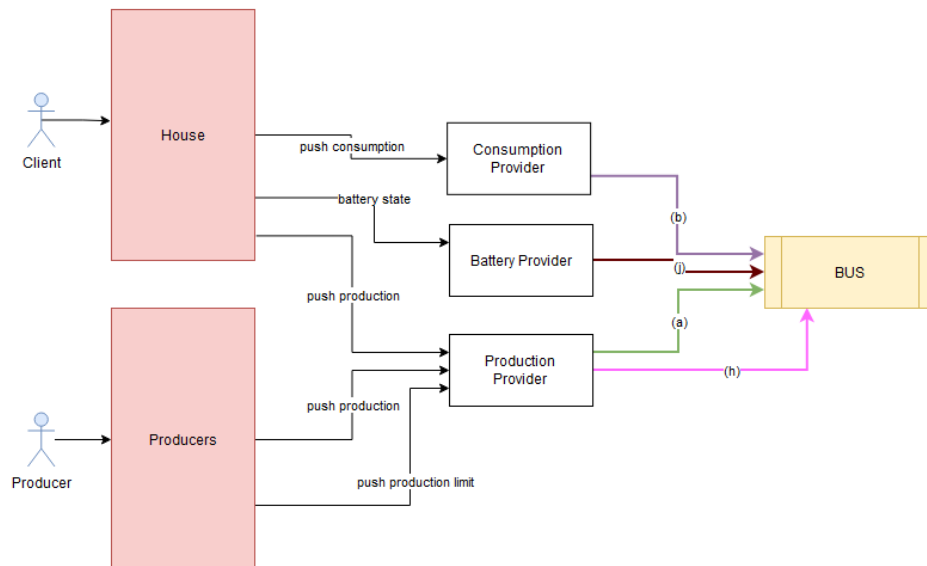 House
Client
push consumption
Consumption
Provider
battery state
(b)
Battery Provider
(j)
BUS
push production
(a)
Production
Provider
(h)
push production
Producers
push production limit
Producer